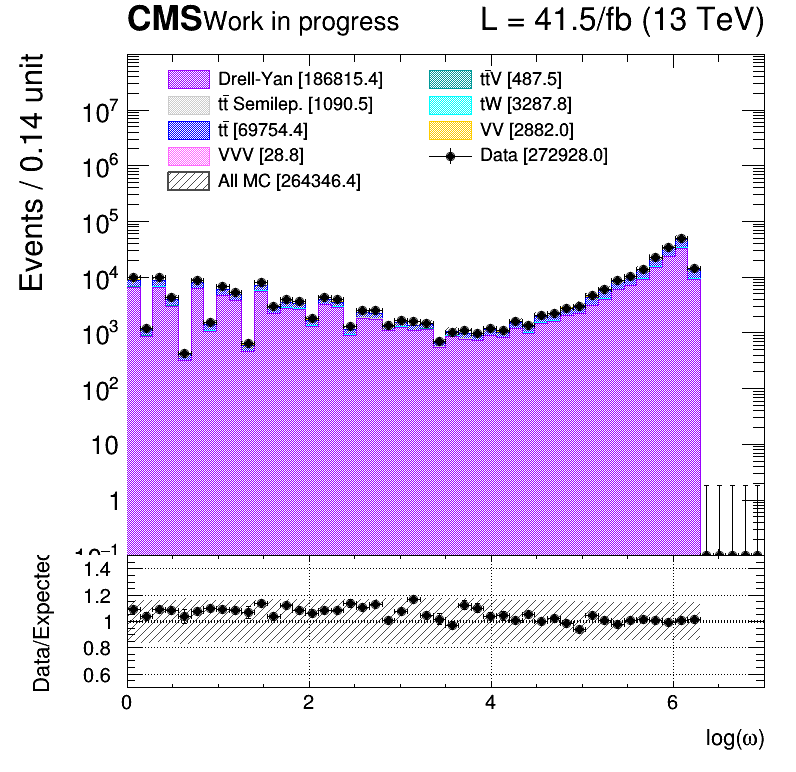 CMS Work in progress L = 41.5/fb (13 TeV)
Events / 0.14 unit
Drell-Yan [186815.4]
tt̄ Semilep. [1090.5]
tt̄ [69754.4]
VVV [28.8]
All MC [264346.4]
tt̄V [487.5]
tW [3287.8]
VV [2882.0]
Data [272928.0]
10⁷
10⁶
10⁵
10⁴
10³
10²
10
1
10⁻¹
Data/Expected
1.4
1.2
1
0.8
0.6
0 2 4 6
log(ω)